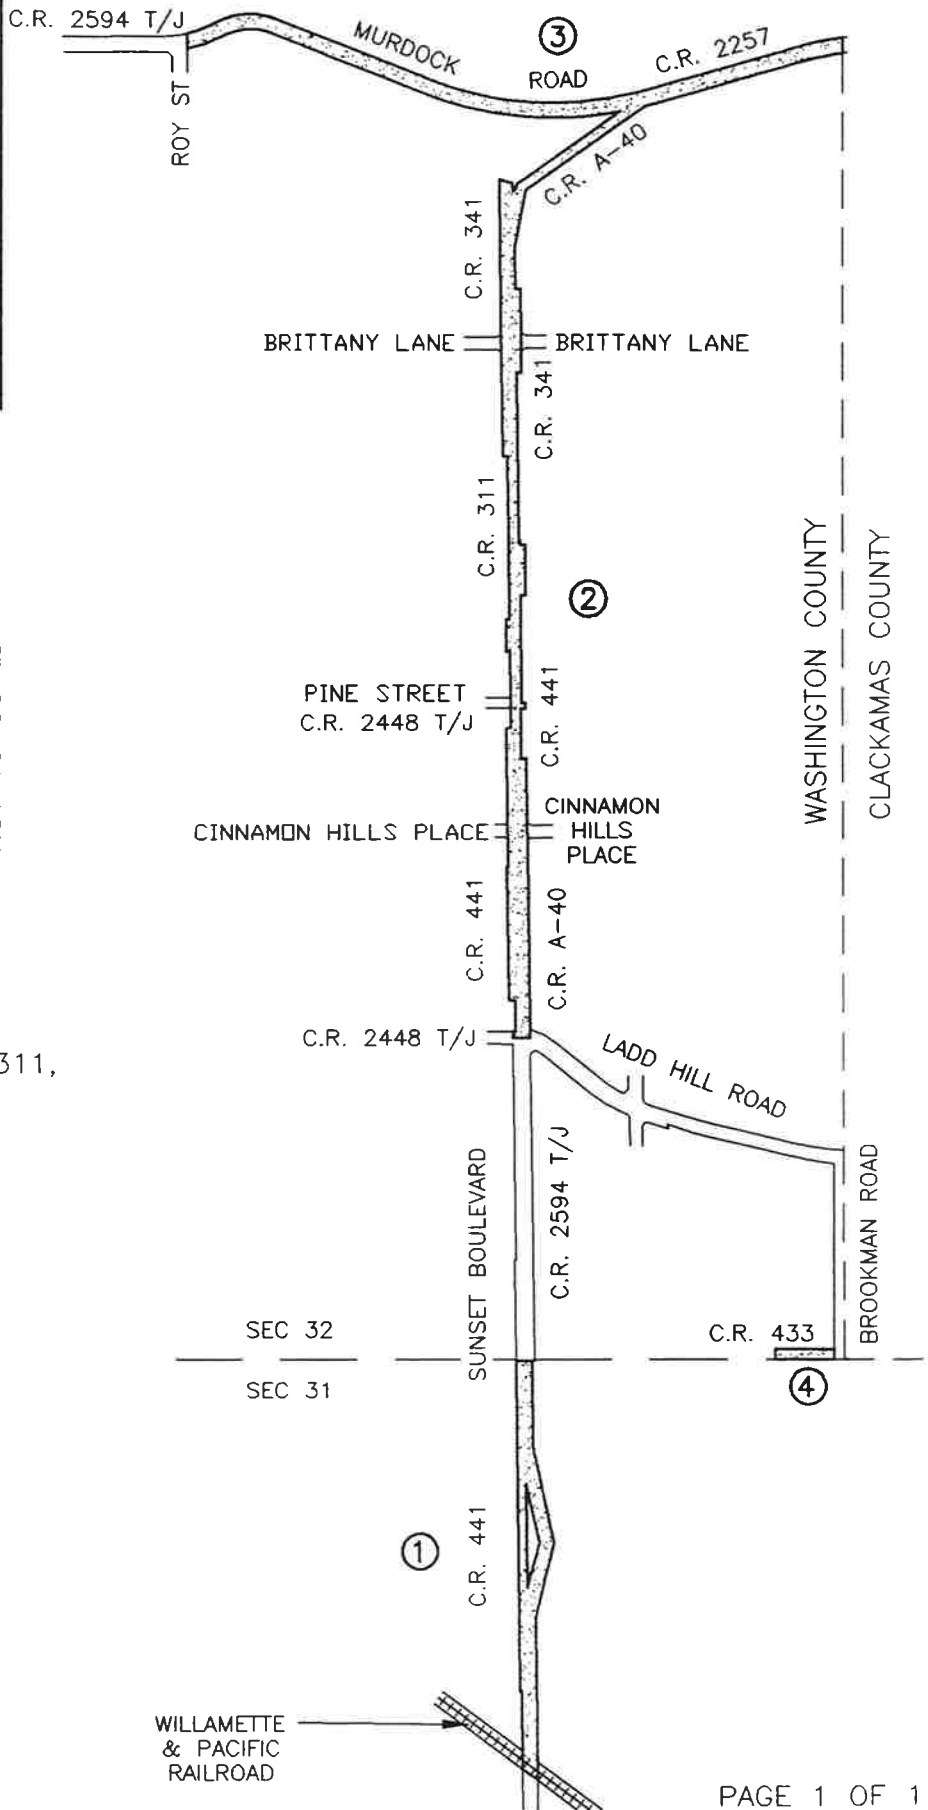 C.R. 2594 T/J
MURDOCK
③
ROAD
C.R. 2257
ROY ST
C.R. A-40
C.R. 341
BRITTANY LANE
BRITTANY LANE
C.R. 341
C.R. 311
②
WASHINGTON COUNTY
CLACKAMAS COUNTY
PINE STREET
C.R. 2448 T/J
C.R. 441
CINNAMON HILLS PLACE
CINNAMON
HILLS
PLACE
C.R. 441
C.R. A-40
C.R. 2448 T/J
LADD HILL ROAD
311,
SUNSET BOULEVARD
C.R. 2594 T/J
BROOKMAN ROAD
SEC 32
C.R. 433
SEC 31
④
①
C.R. 441
WILLAMETTE
& PACIFIC
RAILROAD
PAGE 1 OF 1